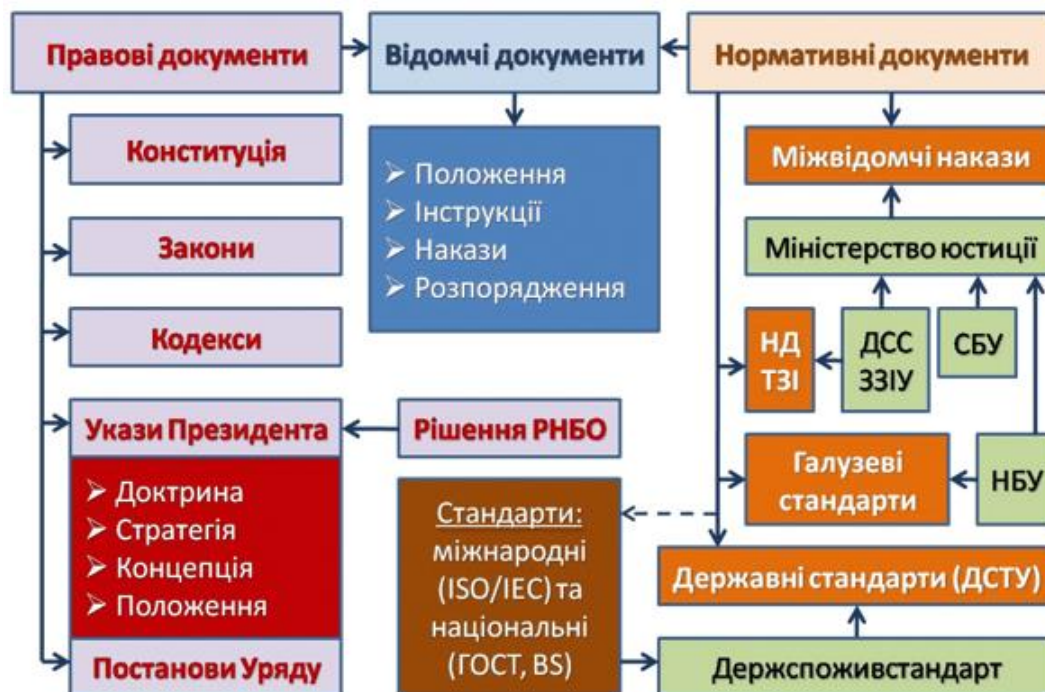 Правові документи
Відомчі документи
Нормативні документи
Конституція
Закони
Кодекси
Укази Президента
➢ Доктрина
➢ Стратегія
➢ Концепція
➢ Положення
Постанови Уряду
➢ Положення
➢ Інструкції
➢ Накази
➢ Розпорядження
Рішення РНБО
Стандарти:
міжнародні
(ISO/IEC) та
національні
(ГОСТ, BS)
Міжвідомчі накази
Міністерство юстиції
НД
ТЗІ
ДСС
ЗЗІУ
СБУ
Галузеві
стандарти
НБУ
Державні стандарти (ДСТУ)
Держспоживстандарт